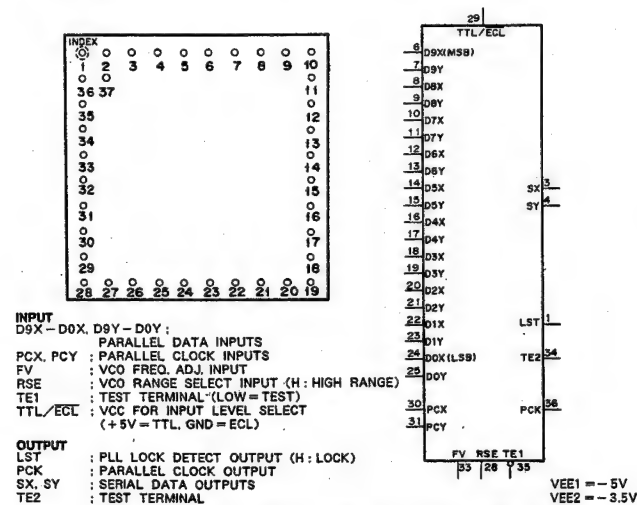 INDEX
1 2 3 4 5 6 7 8 9 10
36 37 11
35 12
34 13
33 14
32 15
31 16
30 17
29 18
28 27 26 25 24 23 22 21 20 19
INPUT
D9X-D0X, D9Y-D0Y :
PARALLEL DATA INPUTS
PCX, PCY : PARALLEL CLOCK INPUTS
FV : VCO FREQ. ADJ. INPUT
RSE : VCO RANGE SELECT INPUT (H : HIGH RANGE)
TE1 : TEST TERMINAL (LOW = TEST)
TTL/ECL : VCC FOR INPUT LEVEL SELECT
(+5V = TTL, GND = ECL)
OUTPUT
LST : PLL LOCK DETECT OUTPUT (H : LOCK)
PCK : PARALLEL CLOCK OUTPUT
SX, SY : SERIAL DATA OUTPUTS
TE2 : TEST TERMINAL
29
TTL/ECL
6 D9X(MSB)
7 D9Y
8 D8X
9 D8Y
10 D7X
11 D7Y
12 D6X
13 D6Y
14 D5X SX 3
15 D5Y SY 4
16 D4X
17 D4Y
18 D3X
19 D3Y
20 D2X
21 D2Y
22 D1X LST 1
23 D1Y
24 D0X(LSB) TE2 34
25 D0Y
30 PCX PCK 36
31 PCY
FV RSE TE1
33 28 35
VEE1 = -5V
VEE2 = -3.5V